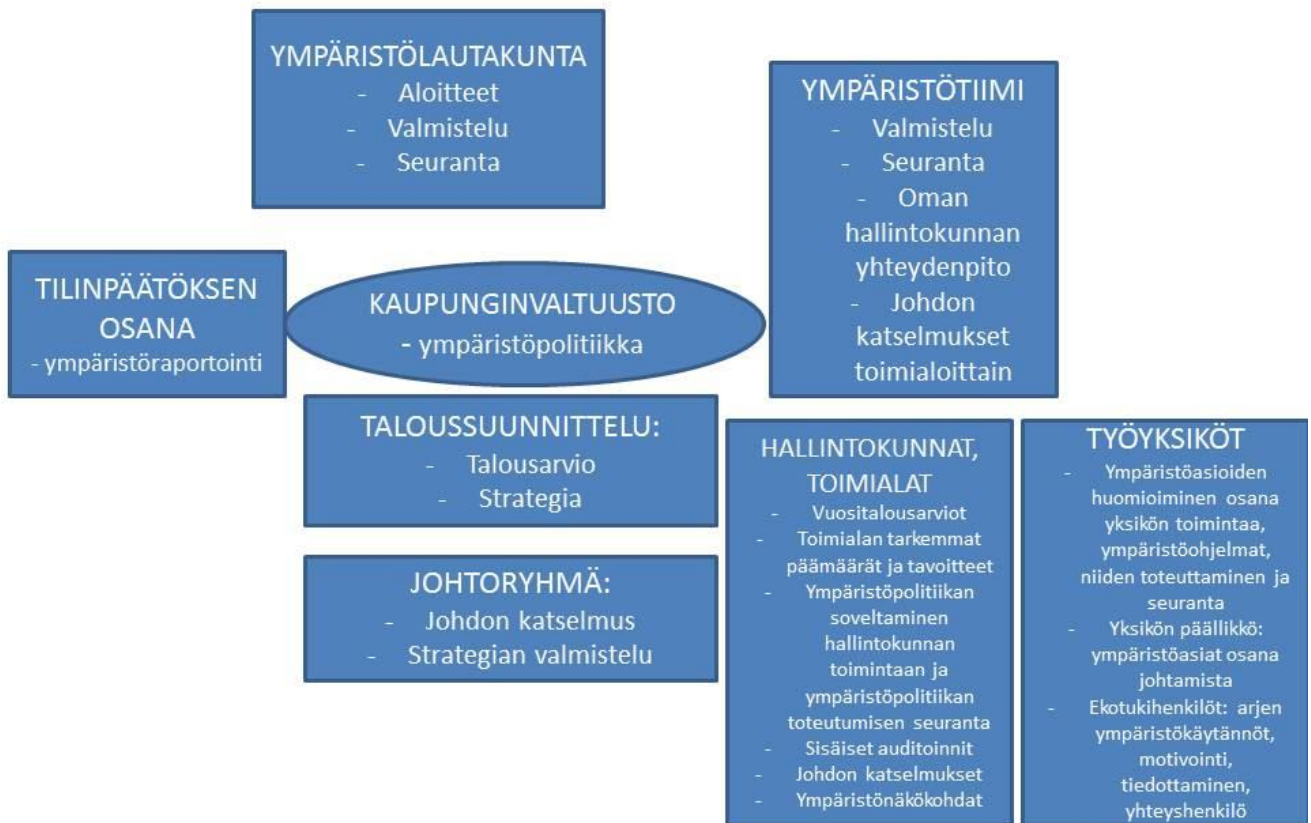 YMPÄRISTÖLAUTAKUNTA
- Aloitteet
- Valmistelu
- Seuranta
YMPÄRISTÖTIIMI
- Valmistelu
- Seuranta
- Oman
hallintokunnan
yhteydenpito
- Johdon
katselmukset
toimialoittain
TILINPÄÄTÖKSEN
OSANA
- ympäristöraportointi
KAUPUNGINVALTUUSTO
- ympäristöpolitiikka
TALOUSSUUNNITTELU:
- Talousarvio
- Strategia
JOHTORYHMÄ:
- Johdon katselmus
- Strategian valmistelu
HALLINTOKUNNAT,
TOIMIALAT
- Vuositalousarviot
- Toimialan tarkemmat
päämäärät ja tavoitteet
- Ympäristöpolitiikan
soveltaminen
hallintokunnan
toimintaan ja
ympäristöpolitiikan
toteutumisen seuranta
- Sisäiset auditoinnit
- Johdon katselmukset
- Ympäristönäkökohdat
TYÖYKSIKÖT
- Ympäristöasioiden
huomioiminen osana
yksikön toimintaa,
ympäristöohjelmat,
niiden toteuttaminen ja
seuranta
- Yksikön päällikkö:
ympäristöasiat osana
johtamista
- Ekotukihenkilöt: arjen
ympäristökäytännöt,
motivointi,
tiedottaminen,
yhteyshenkilö